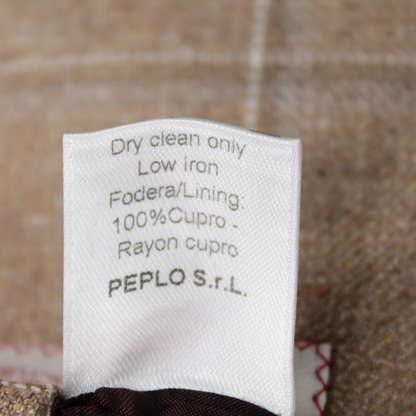 Dry clean only
Low iron
Fodera/Lining:
100%Cupro -
Rayon cupro
PEPLO S.r.L.